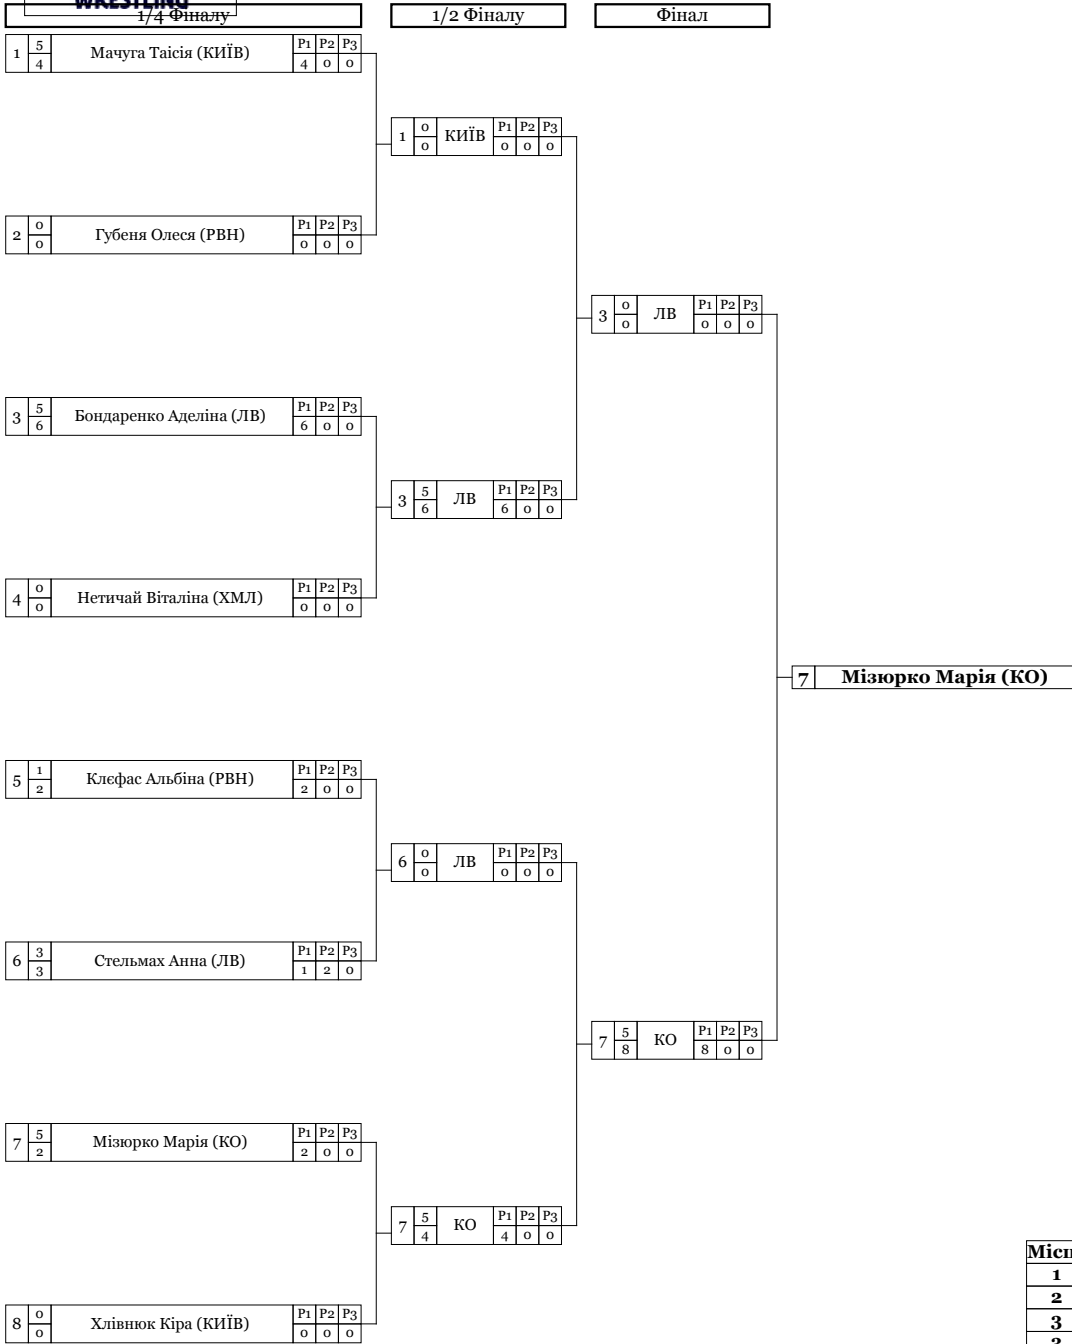 WRESTLING
1/4 Фіналу 1/2 Фіналу Фінал
1 5 4 Мачуга Таісія (КИЇВ) P1 P2 P3 4 0 0
1 0 0 КИЇВ P1 P2 P3 0 0 0
2 0 0 Губеня Олеся (РВН) P1 P2 P3 0 0 0
3 0 0 ЛВ P1 P2 P3 0 0 0
3 5 6 Бондаренко Аделіна (ЛВ) P1 P2 P3 6 0 0
3 5 6 ЛВ P1 P2 P3 6 0 0
4 0 0 Нетичай Віталіна (ХМЛ) P1 P2 P3 0 0 0
7 Мізюрко Марія (КО)
5 1 2 Клєфас Альбіна (РВН) P1 P2 P3 2 0 0
6 0 0 ЛВ P1 P2 P3 0 0 0
6 3 3 Стельмах Анна (ЛВ) P1 P2 P3 1 2 0
7 5 8 КО P1 P2 P3 8 0 0
7 5 2 Мізюрко Марія (КО) P1 P2 P3 2 0 0
7 5 4 КО P1 P2 P3 4 0 0
8 0 0 Хлівнюк Кіра (КИЇВ) P1 P2 P3 0 0 0
1
2
3
3